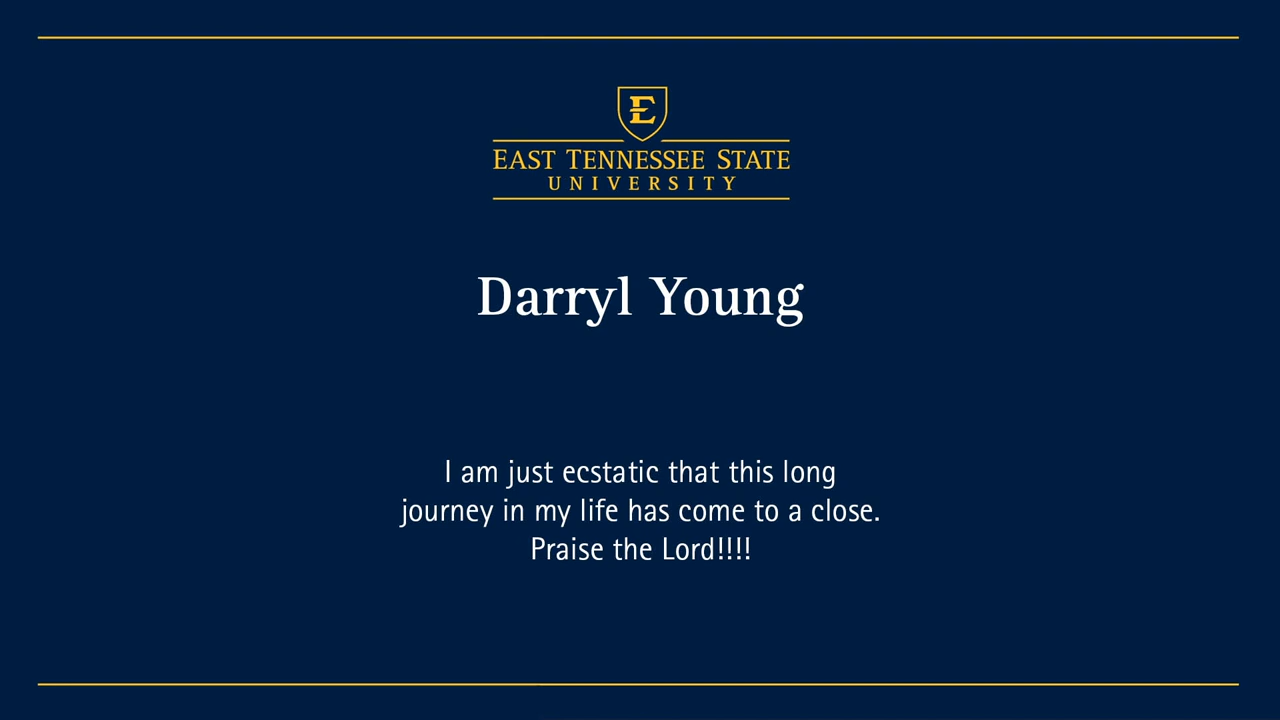 E
EAST TENNESSEE STATE
UNIVERSITY
Darryl Young
I am just ecstatic that this long
journey in my life has come to a close.
Praise the Lord!!!!